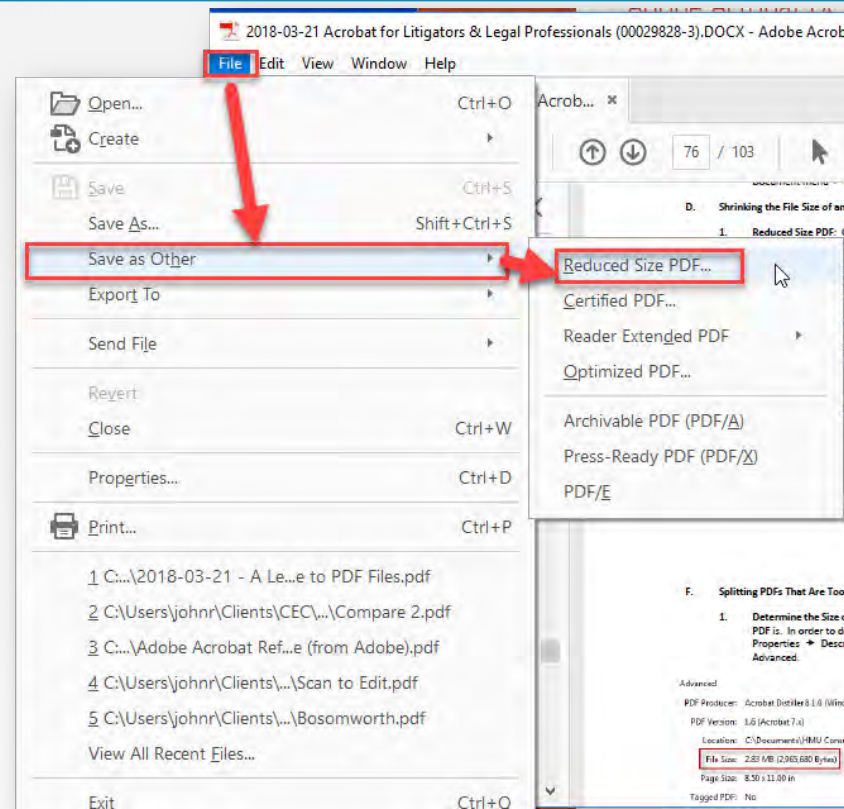 2018-03-21 Acrobat for Litigators & Legal Professionals (00029828-3).DOCX - Adobe Acrob
File Edit View Window Help
Open... Ctrl+O
Create
Save Ctrl+S
Save As... Shift+Ctrl+S
Save as Other
Export To
Send File
Revert
Close Ctrl+W
Properties... Ctrl+D
Print... Ctrl+P
1 C:...\2018-03-21 - A Le...e to PDF Files.pdf
2 C:\Users\johnr\Clients\CEC\...\Compare 2.pdf
3 C:...\Adobe Acrobat Ref...e (from Adobe).pdf
4 C:\Users\johnr\Clients\...\Scan to Edit.pdf
5 C:\Users\johnr\Clients\...\Bosomworth.pdf
View All Recent Files...
Exit Ctrl+Q
Acrob... ×
76 / 103
D. Shrinking the File Size of an
1. Reduced Size PDF:
Reduced Size PDF...
Certified PDF...
Reader Extended PDF
Optimized PDF...
Archivable PDF (PDF/A)
Press-Ready PDF (PDF/X)
PDF/E
F. Splitting PDFs That Are Too
1. Determine the Size
PDF is. In order to d
Properties → Desc
Advanced.
Advanced
PDF Producer: Acrobat Distiller 8.1.0 (Wind
PDF Version: 1.6 (Acrobat 7.x)
Location: C:\Documents\HMU Cons
File Size: 2.83 MB (2,965,680 Bytes)
Page Size: 8.50 x 11.00 in
Tagged PDF: No